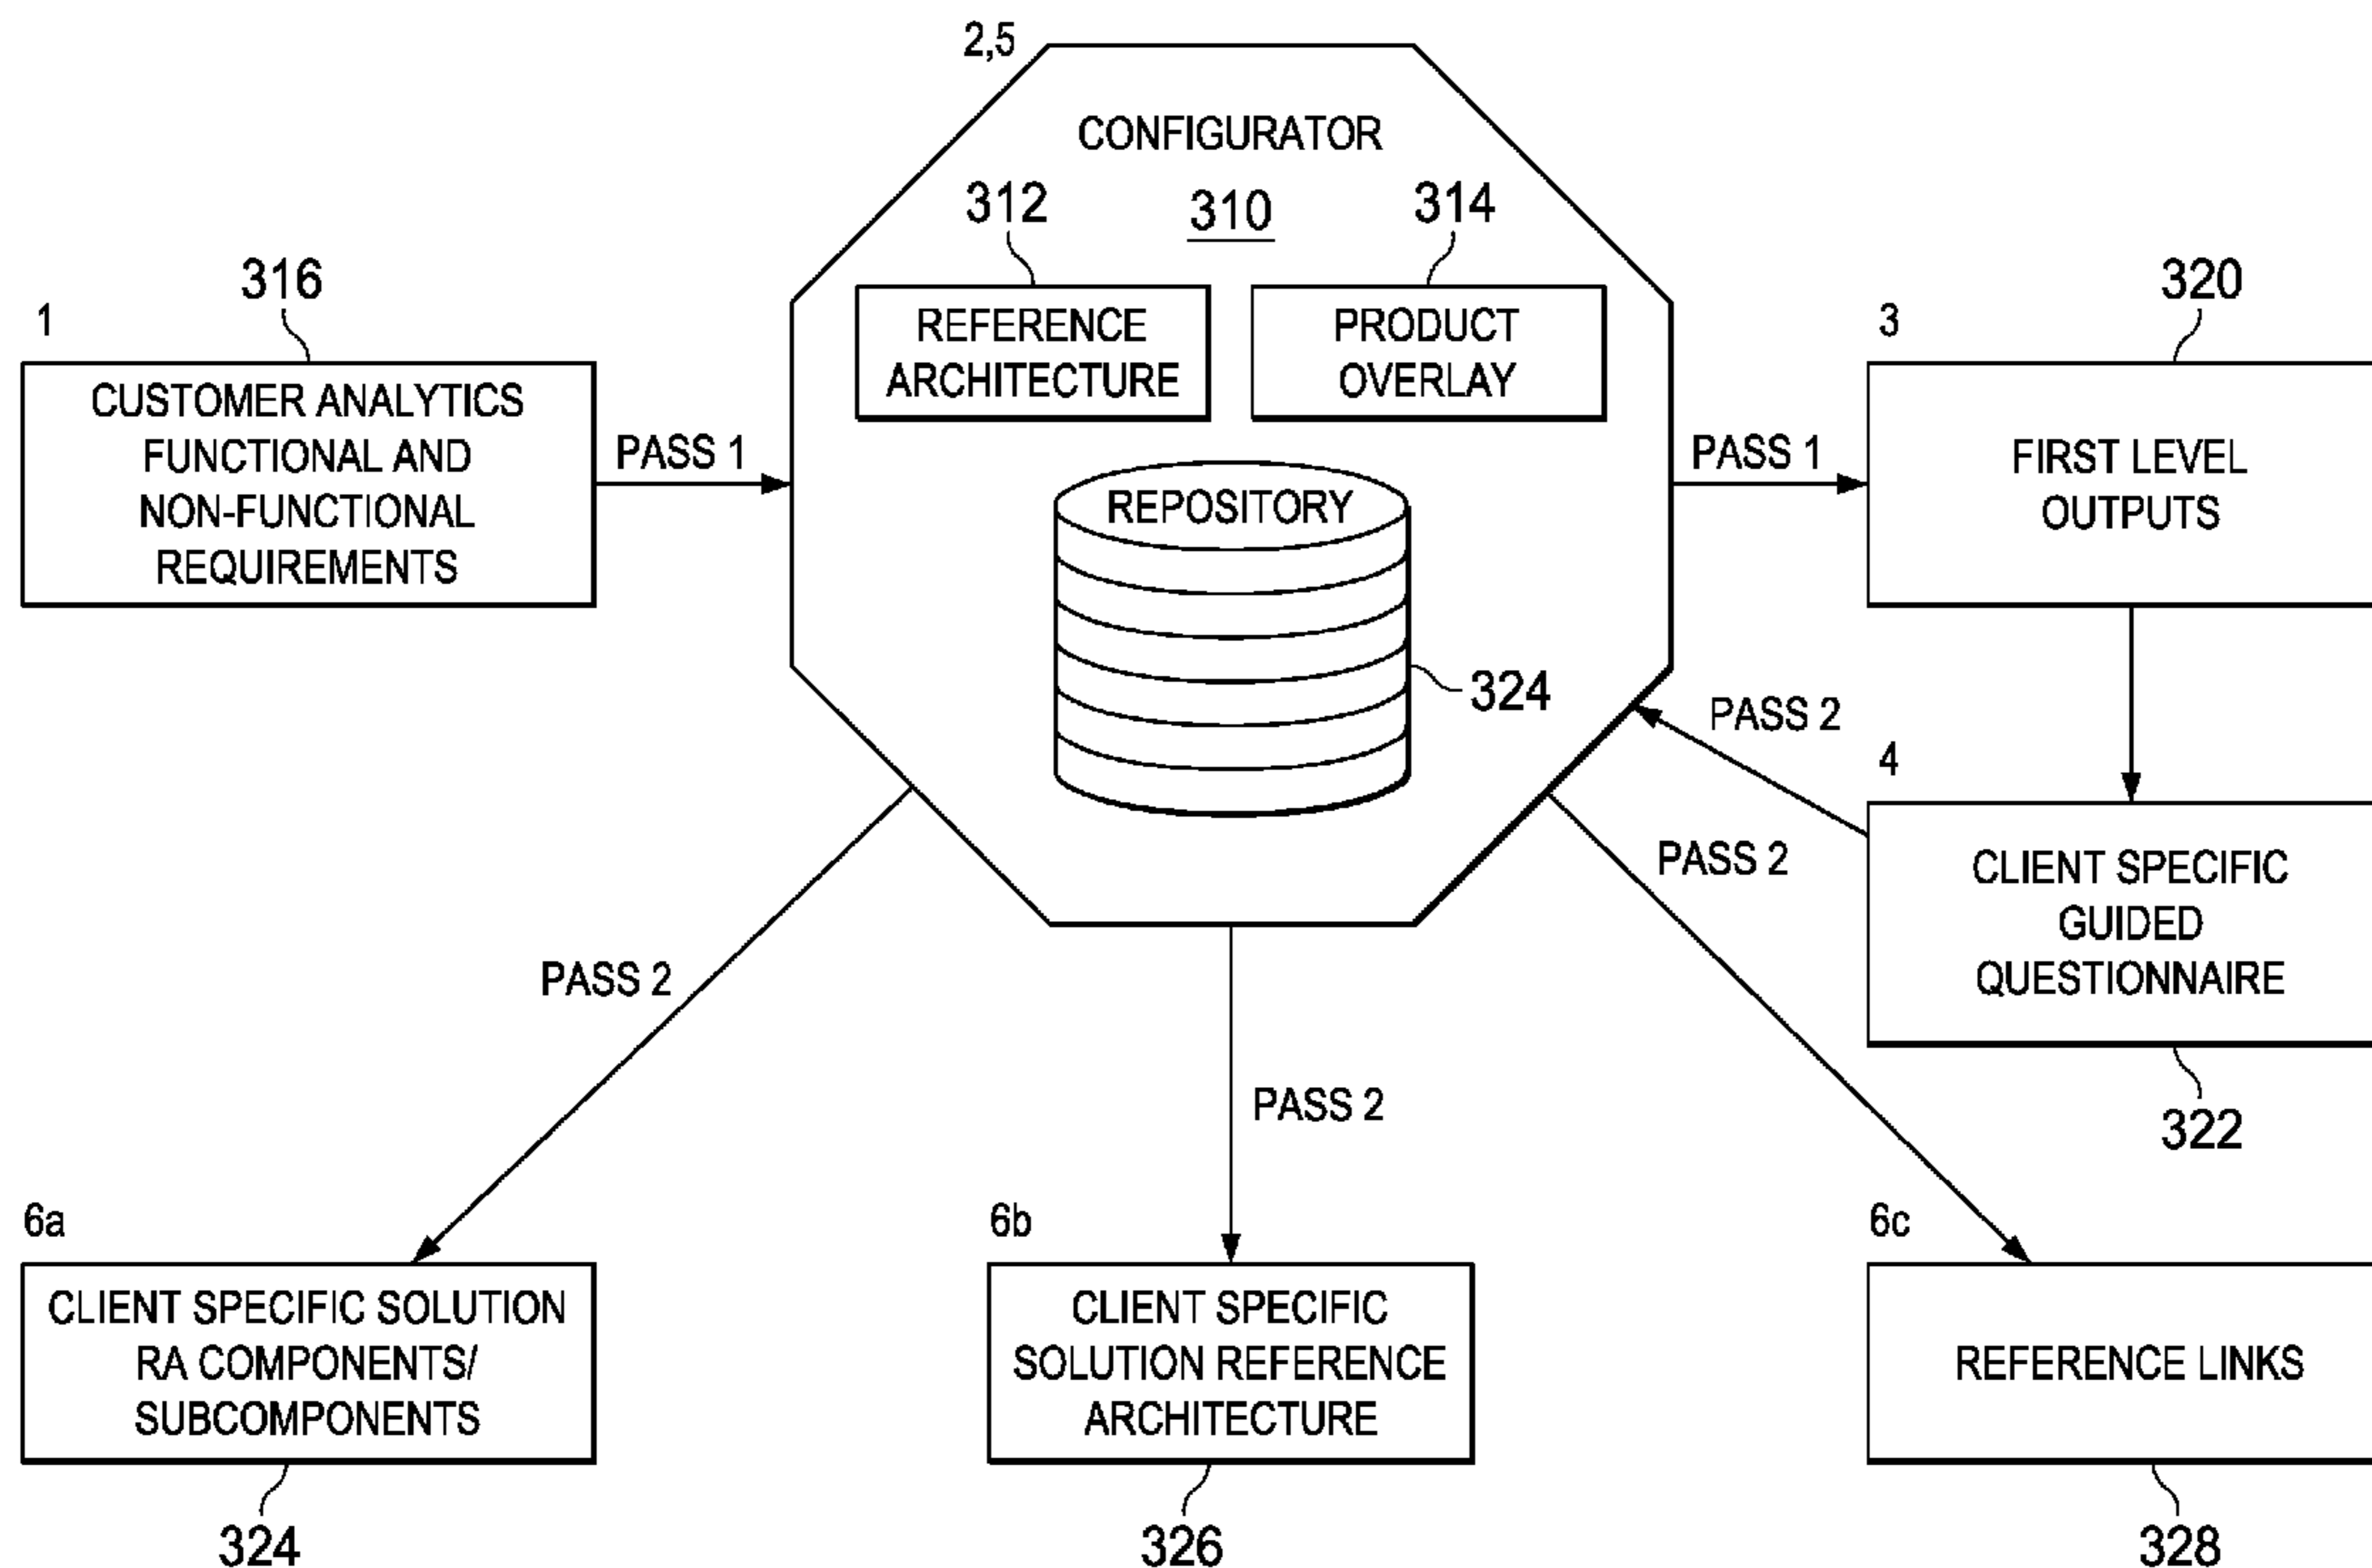 2,5
CONFIGURATOR
312
310
314
316
1
REFERENCE
ARCHITECTURE
PRODUCT
OVERLAY
320
3
CUSTOMER ANALYTICS
FUNCTIONAL AND
NON-FUNCTIONAL
REQUIREMENTS
PASS 1
REPOSITORY
324
PASS 1
FIRST LEVEL
OUTPUTS
PASS 2
4
CLIENT SPECIFIC
GUIDED
QUESTIONNAIRE
322
PASS 2
PASS 2
PASS 2
6a
CLIENT SPECIFIC SOLUTION
RA COMPONENTS/
SUBCOMPONENTS
324
6b
CLIENT SPECIFIC
SOLUTION REFERENCE
ARCHITECTURE
326
6c
REFERENCE LINKS
328